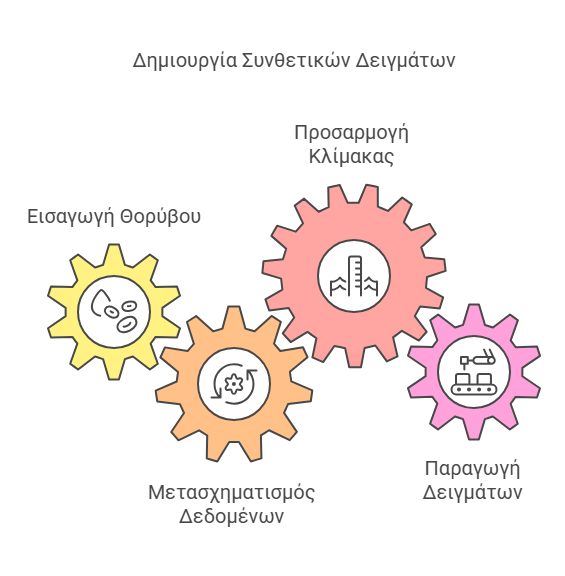 Δημιουργία Συνθετικών Δειγμάτων
Προσαρμογή
Κλίμακας
Εισαγωγή Θορύβου
Μετασχηματισμός
Δεδομένων
Παραγωγή
Δειγμάτων